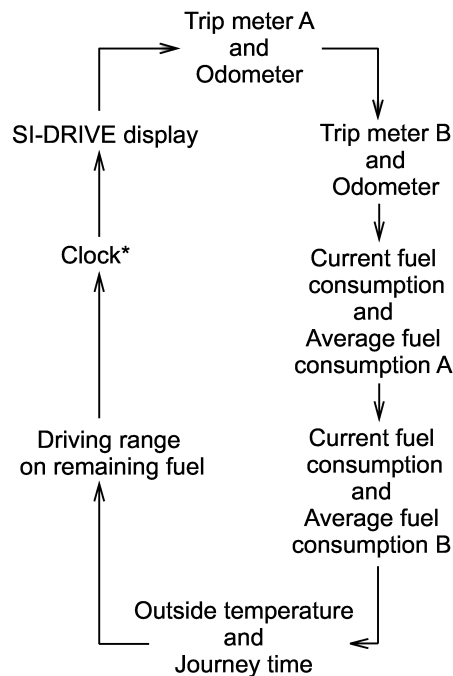 Trip meter A
and
Odometer
SI-DRIVE display
Trip meter B
and
Odometer
Clock*
Current fuel
consumption
and
Average fuel
consumption A
Driving range
on remaining fuel
Current fuel
consumption
and
Average fuel
consumption B
Outside temperature
and
Journey time